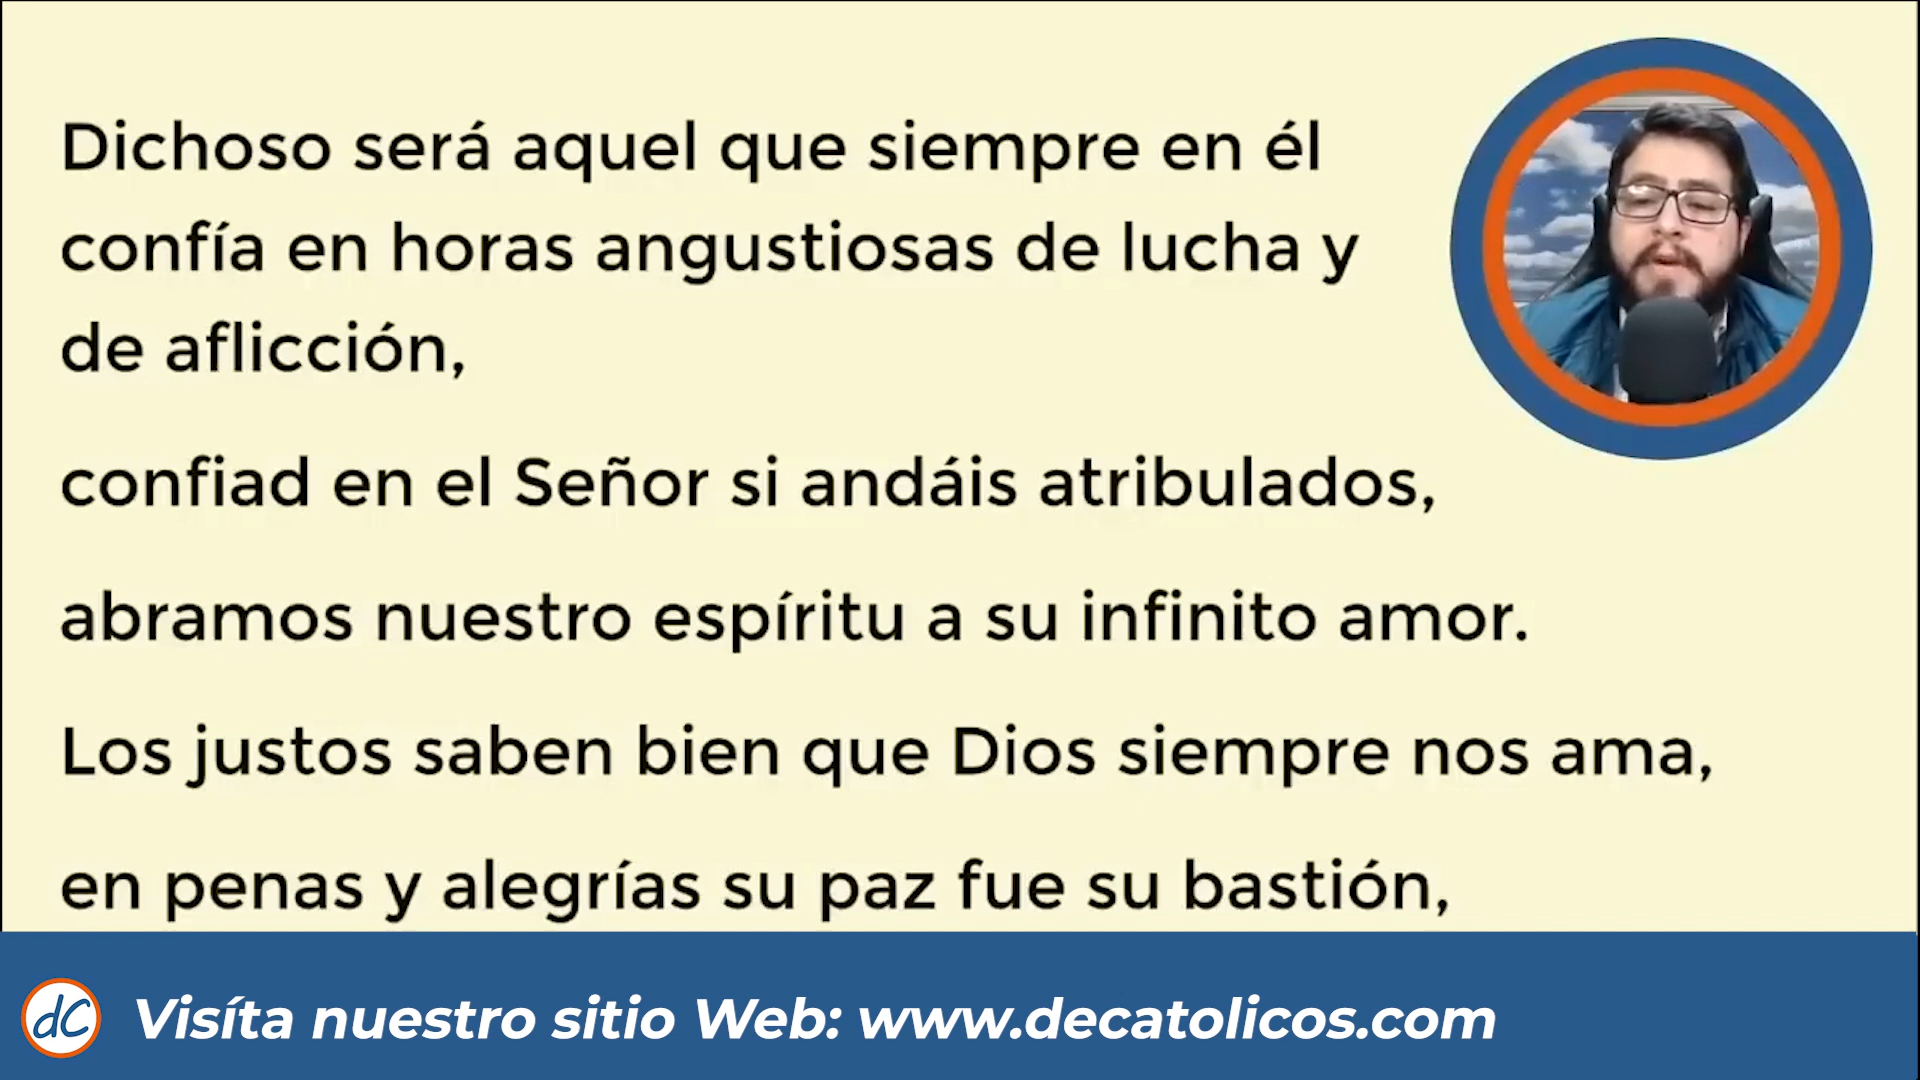 Dichoso será aquel que siempre en él
confía en horas angustiosas de lucha y
de aflicción,
confiad en el Señor si andáis atribulados,
abramos nuestro espíritu a su infinito amor.
Los justos saben bien que Dios siempre nos ama,
en penas y alegrías su paz fue su bastión,
dC Visíta nuestro sitio Web: www.decatolicos.com